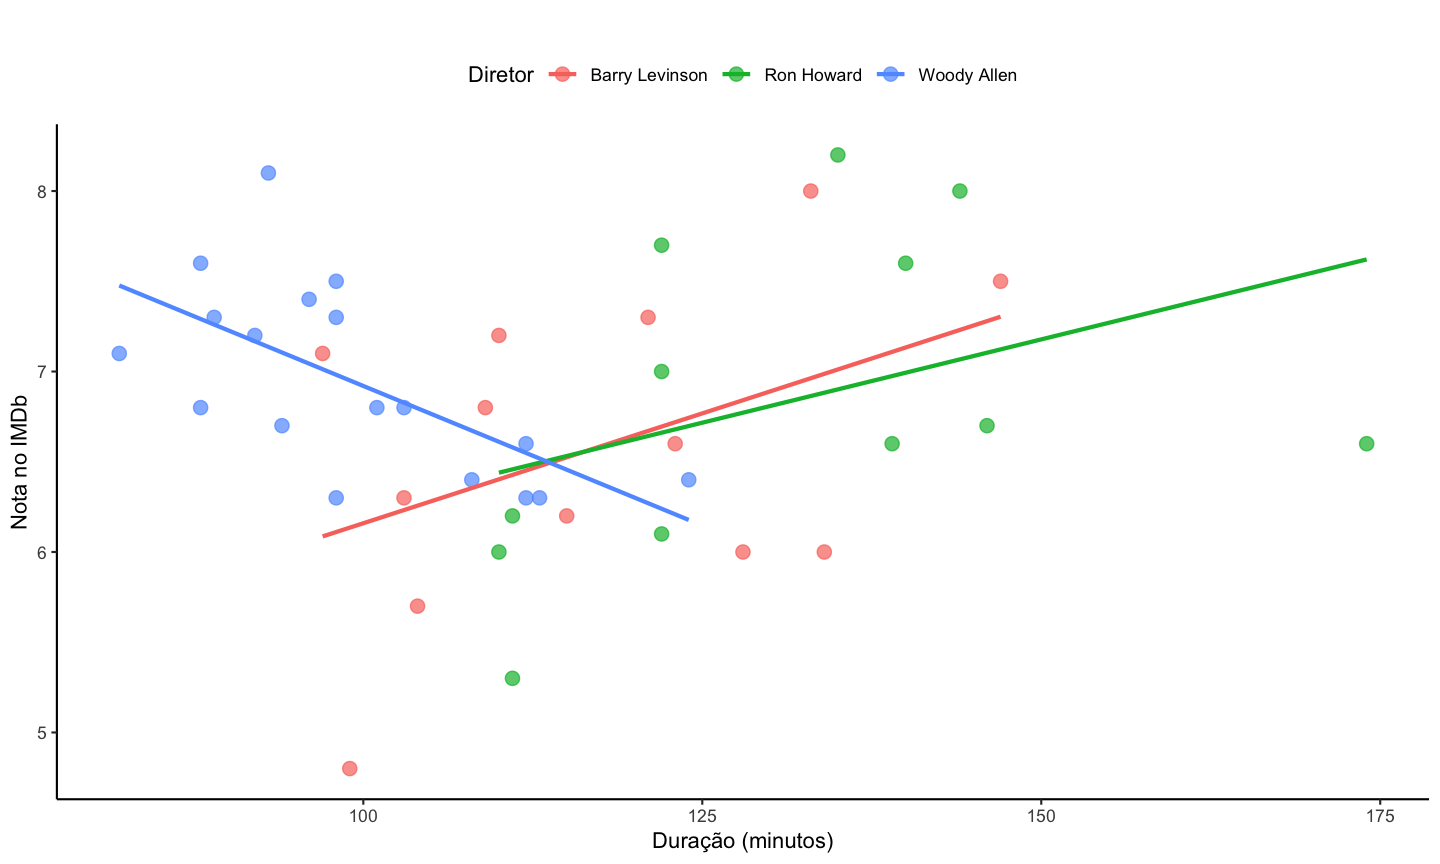 Diretor Barry Levinson Ron Howard Woody Allen
8
7
6
5
Nota no IMDb
100 125 150 175
Duração (minutos)